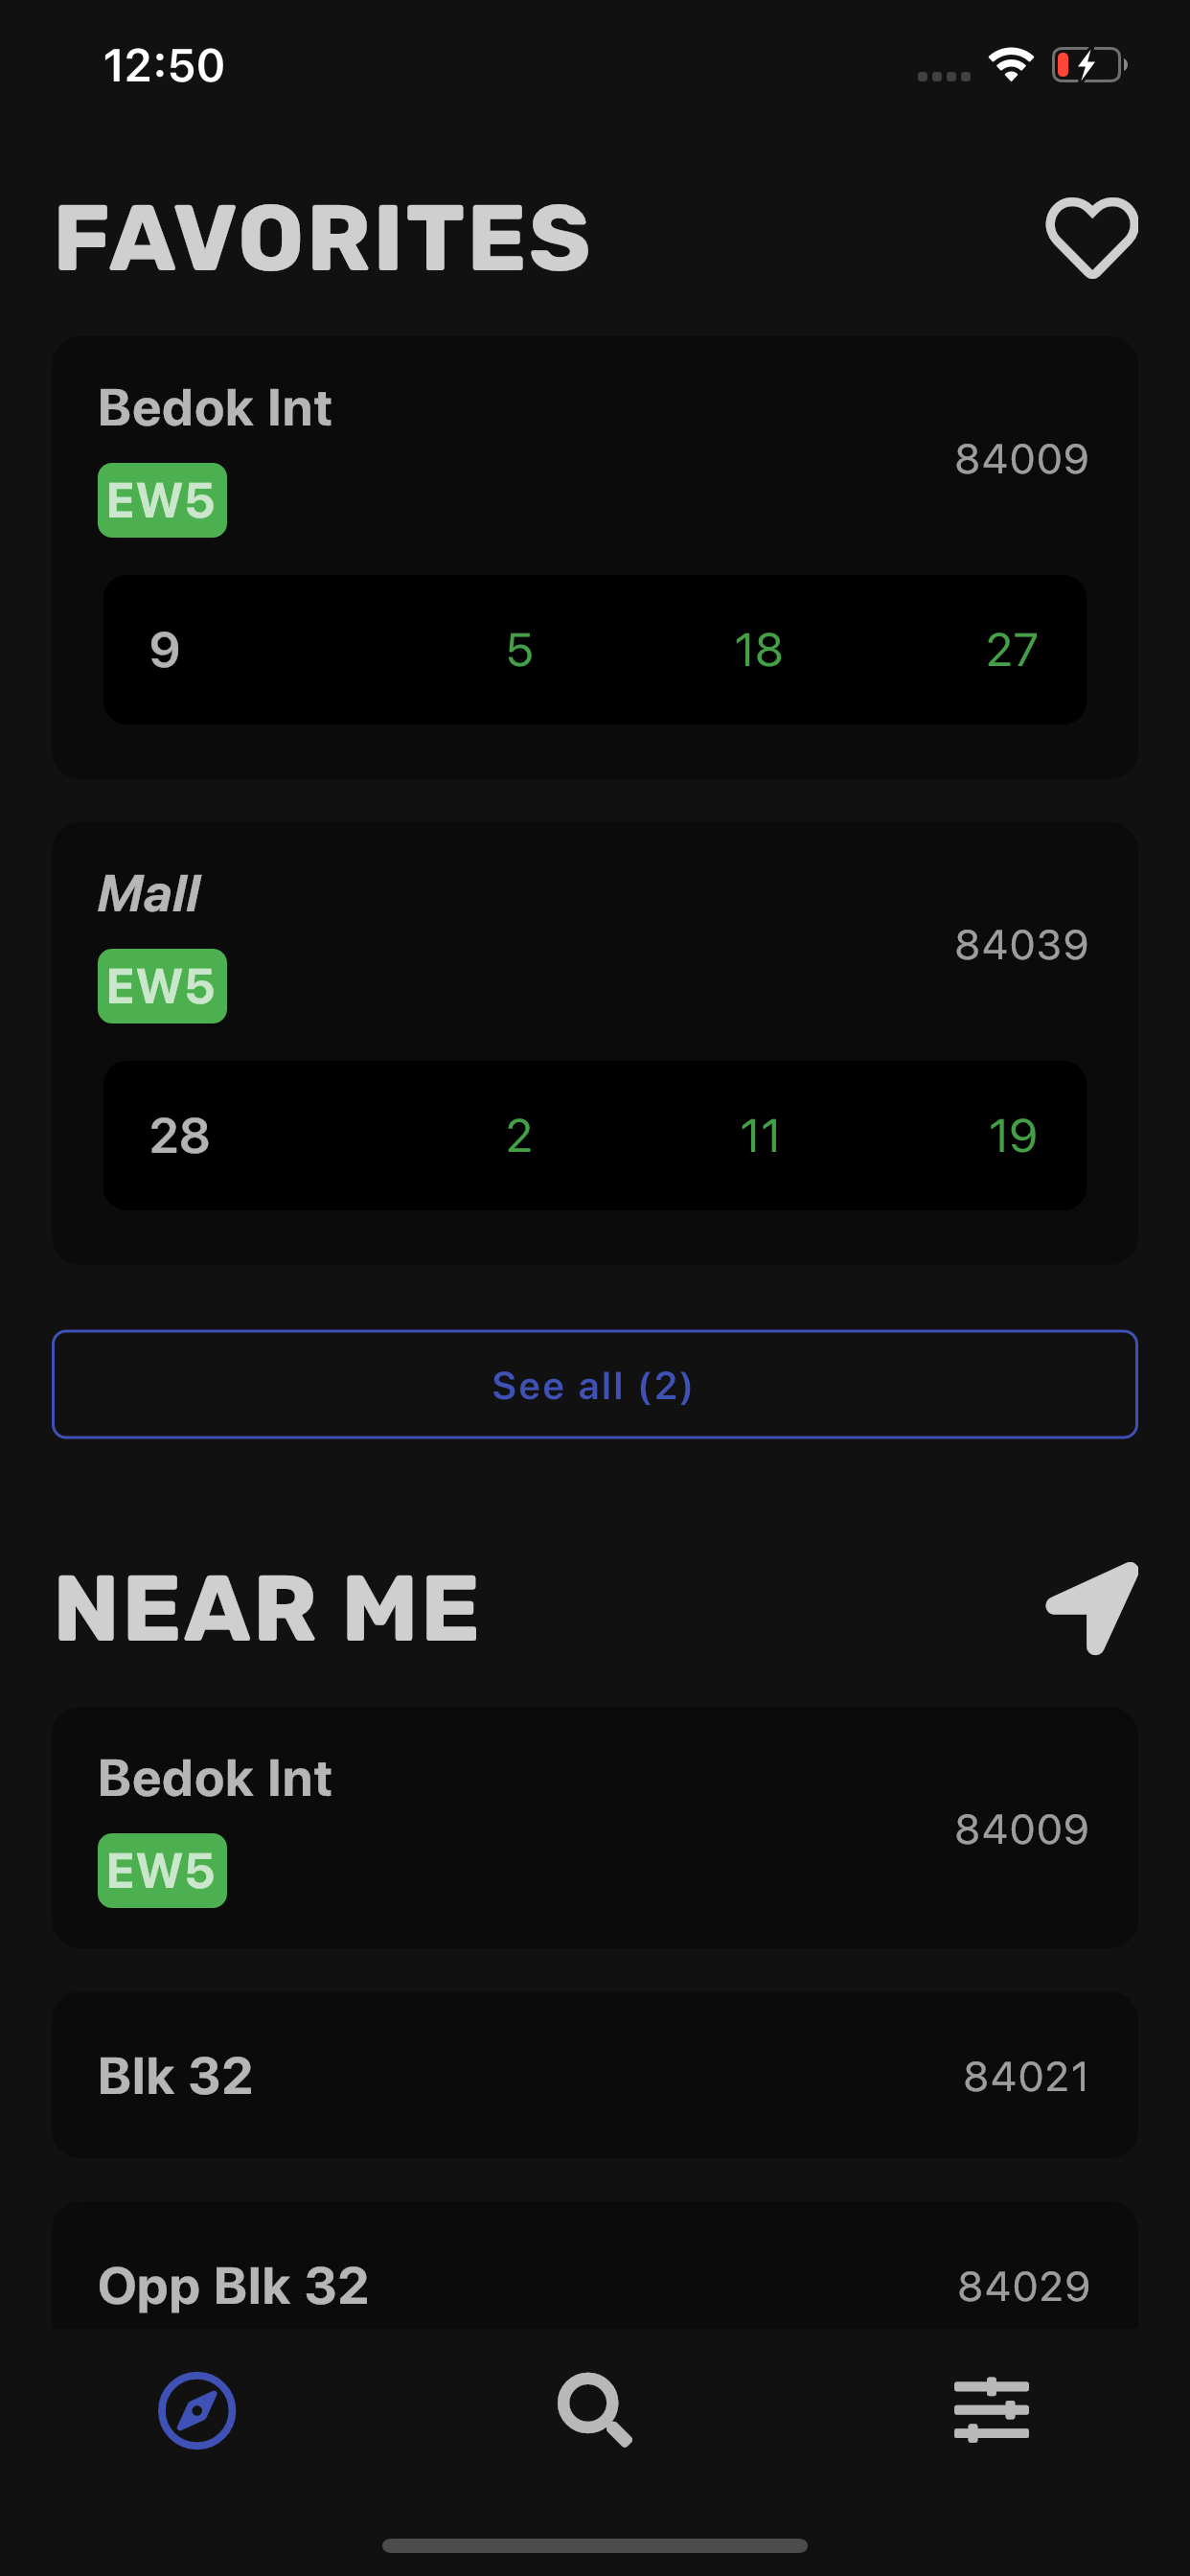 12:50
FAVORITES
Bedok Int
84009
EW5
9 5 18 27
Mall
84039
EW5
28 2 11 19
See all (2)
NEAR ME
Bedok Int
84009
EW5
Blk 32 84021
Opp Blk 32 84029